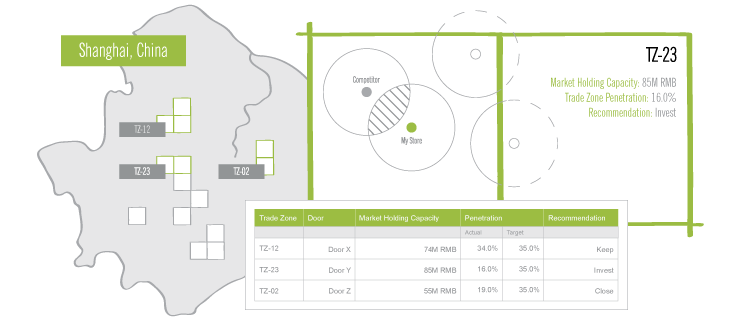 Shanghai, China
TZ-12
TZ-23
TZ-02
Competitor
My Store
TZ-23
Market Holding Capacity: 85M RMB
Trade Zone Penetration: 16.0%
Recommendation: Invest
Trade Zone Door Market Holding Capacity Penetration Recommendation
Actual Target
TZ-12 Door X 74M RMB 34.0% 35.0% Keep
TZ-23 Door Y 85M RMB 16.0% 35.0% Invest
TZ-02 Door Z 55M RMB 19.0% 35.0% Close